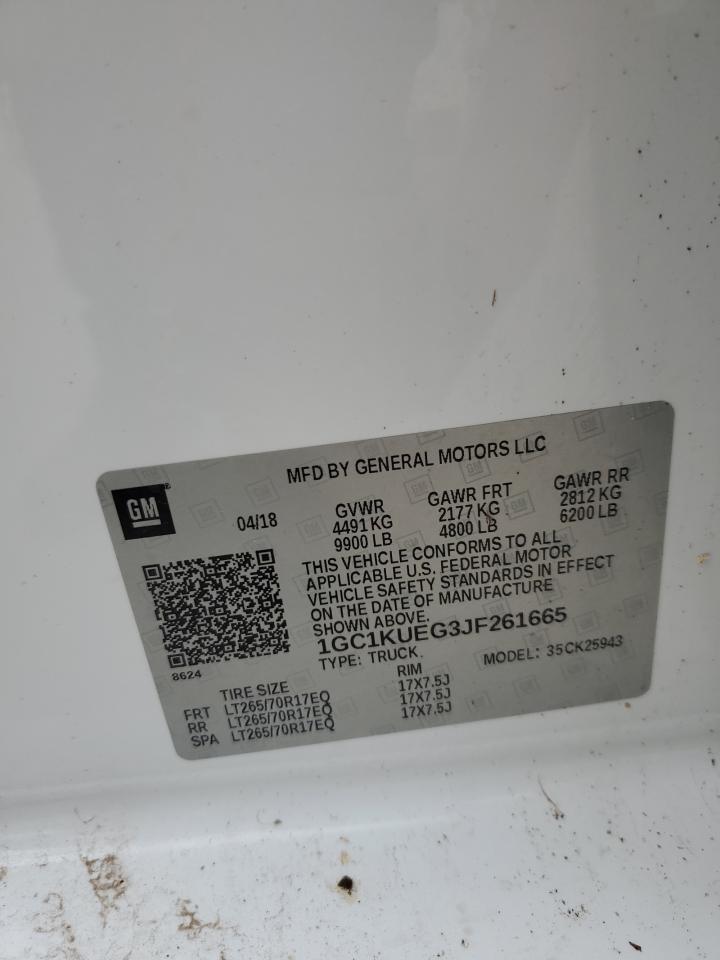 MFD BY GENERAL MOTORS LLC
GM®
04/18 GVWR GAWR FRT GAWR RR
4491 KG 2177 KG 2812 KG
9900 LB 4800 LB 6200 LB
THIS VEHICLE CONFORMS TO ALL
APPLICABLE U.S. FEDERAL MOTOR
VEHICLE SAFETY STANDARDS IN EFFECT
ON THE DATE OF MANUFACTURE
SHOWN ABOVE.
1GC1KUEG3JF261665
8624
TYPE: TRUCK. MODEL: 35CK25943
TIRE SIZE RIM
FRT LT265/70R17EQ 17X7.5J
RR LT265/70R17EQ 17X7.5J
SPA LT265/70R17EQ 17X7.5J